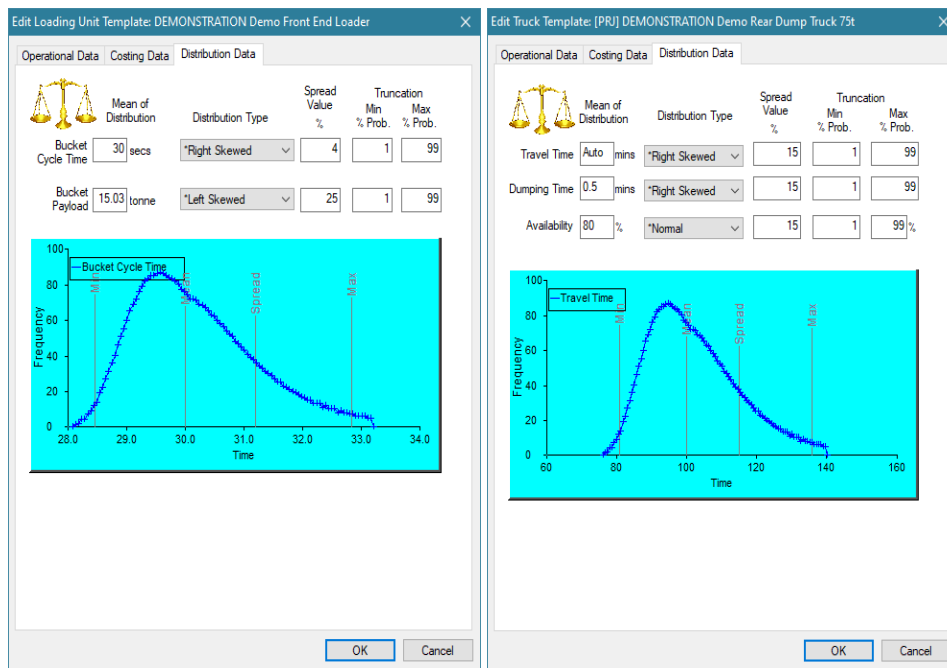 Edit Loading Unit Template: DEMONSTRATION Demo Front End Loader
Operational Data Costing Data Distribution Data
Mean of Distribution
Distribution Type
Spread Value %
Truncation
Min % Prob.
Max % Prob.
Bucket Cycle Time 30 secs *Right Skewed 4 1 99
Bucket Payload 15.03 tonne *Left Skewed 25 1 99
Bucket Cycle Time
Min
Mean
Spread
Max
Frequency
100
80
60
40
20
0
28.0 29.0 30.0 31.0 32.0 33.0 34.0
Time
OK Cancel
Edit Truck Template: [PRJ] DEMONSTRATION Demo Rear Dump Truck 75t
Operational Data Costing Data Distribution Data
Mean of Distribution
Distribution Type
Spread Value %
Truncation
Min % Prob.
Max % Prob.
Travel Time Auto mins *Right Skewed 15 1 99
Dumping Time 0.5 mins *Right Skewed 15 1 99
Availability 80 % *Normal 15 1 99 %
Travel Time
Min
Mean
Spread
Max
Frequency
100
80
60
40
20
0
60 80 100 120 140 160
Time
OK Cancel